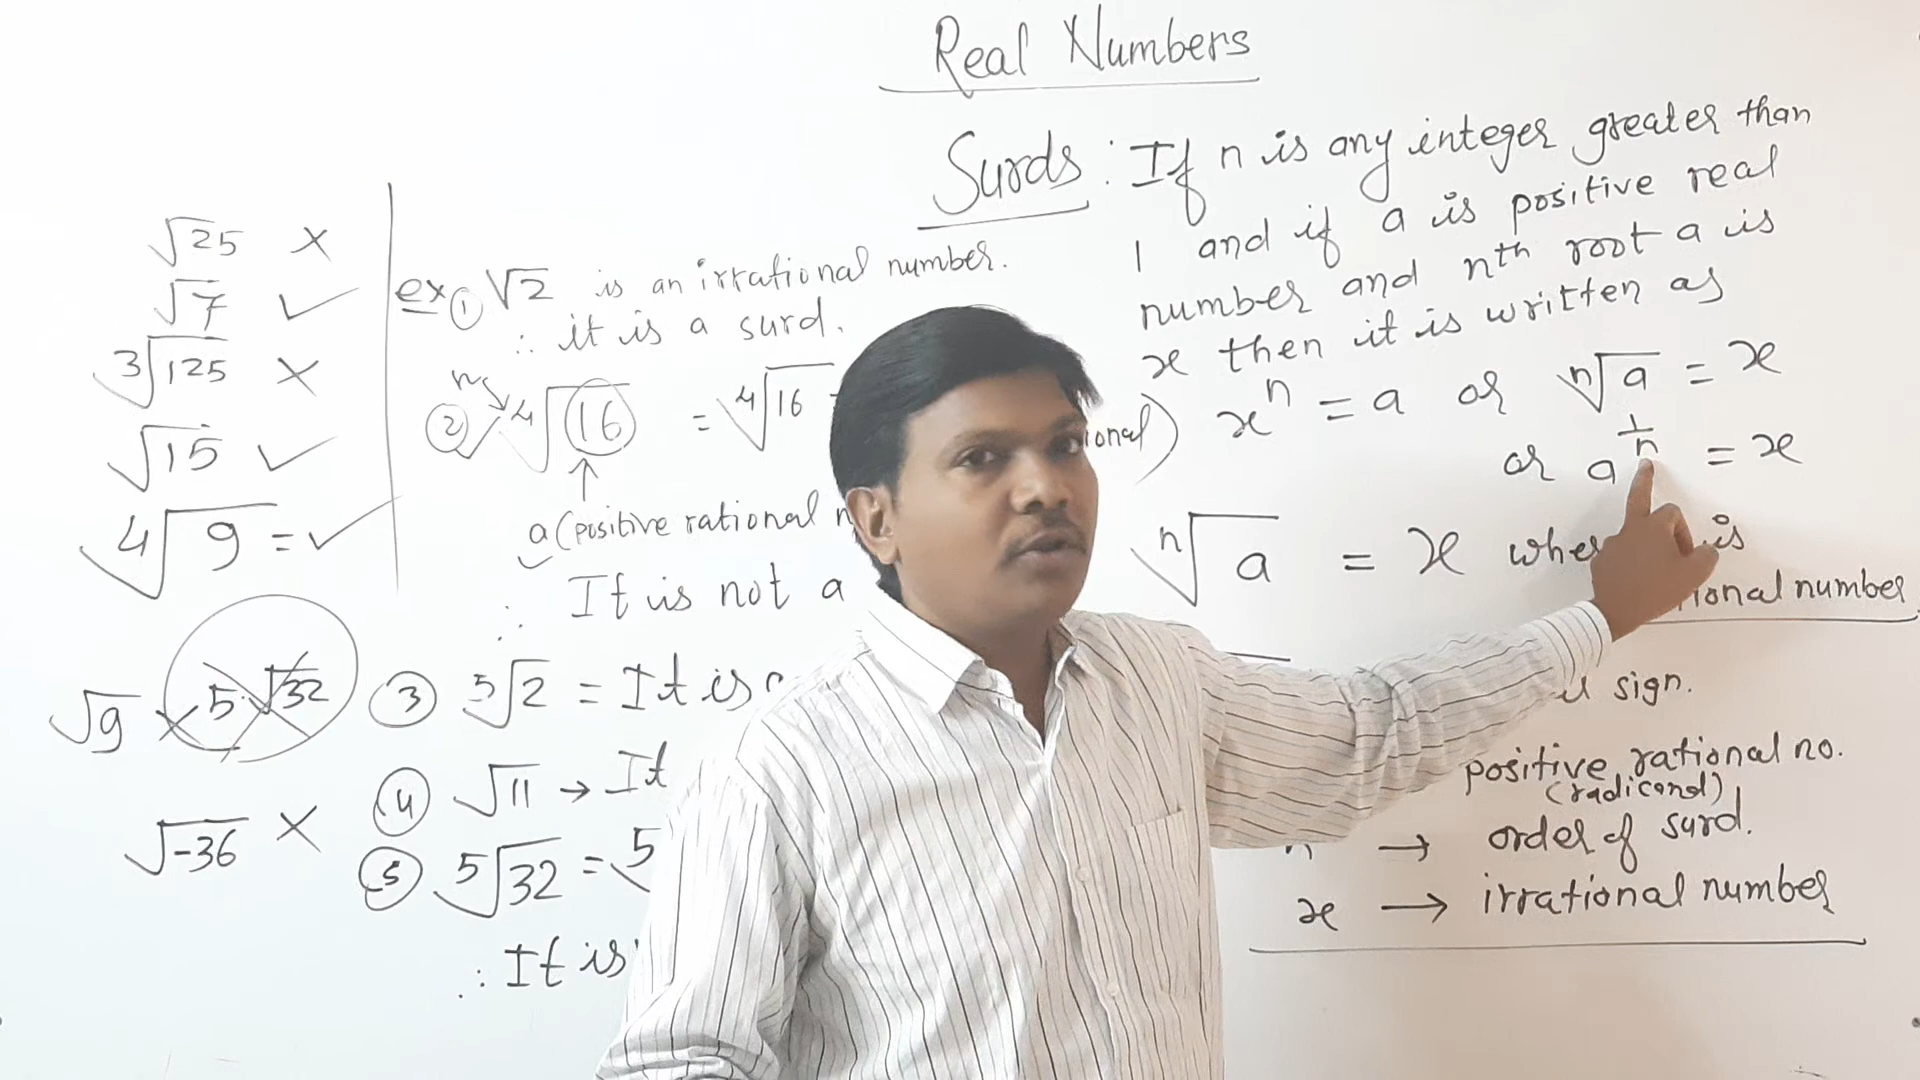 Real Numbers
Surds : If n is any integer greater than
1 and if a is positive real
number and nth root a is
x then it is written as
xⁿ = a or ⁿ√a = x
or a^(1/n) = x
ⁿ√a = x is
number
sign.
positive rational no.
(radicand)
n → order of surd.
x → irrational number
√25 ×
√7 ✓
³√125 ×
√15 ✓
⁴√9 = ✓
√9 ×
5.√32
√-36 ×
ex ① √2 is an irrational number.
∴ it is a surd.
n
② ⁴√16 = ⁴√16
a (positive rational
∴ It is not a
③ ⁵√2 = It is
④ √11 → It
⑤ ⁵√32 = 5
∴ It is